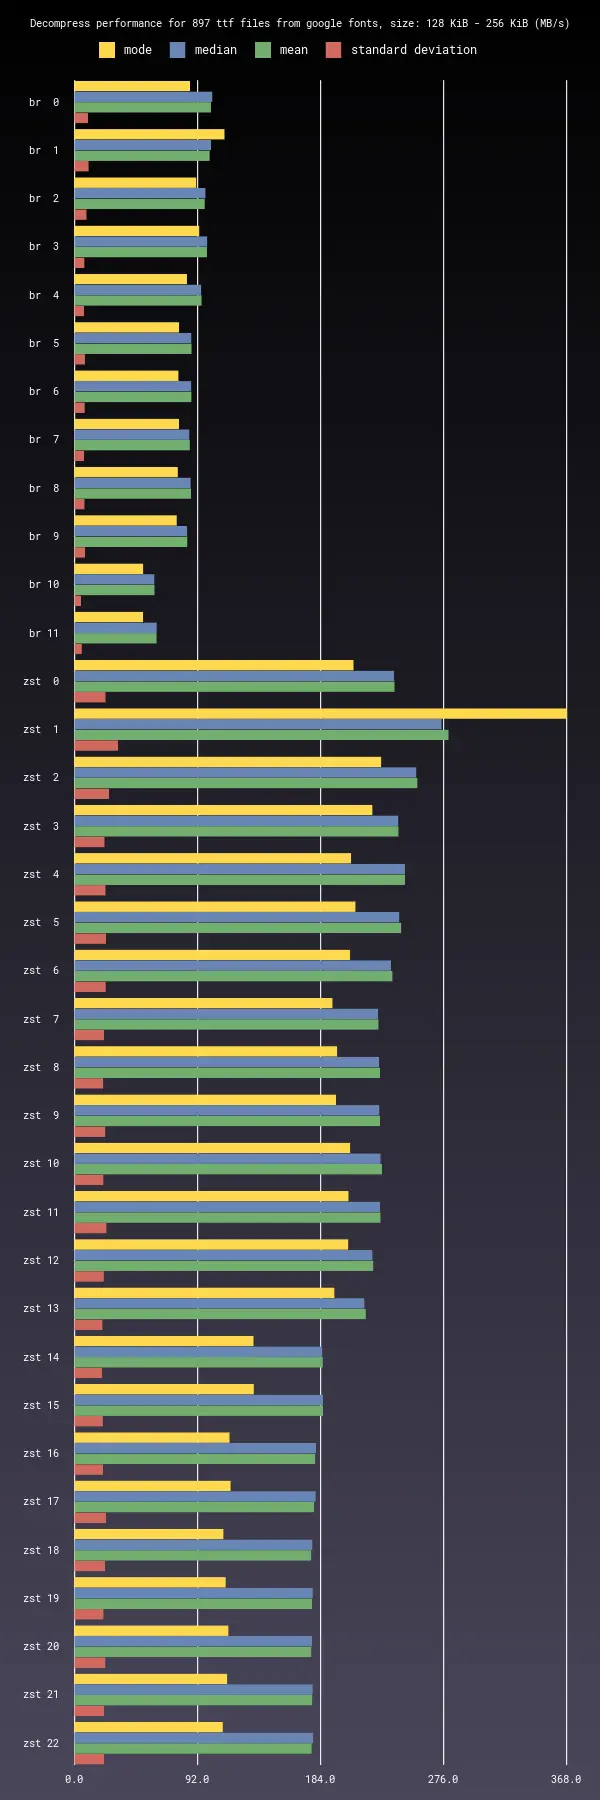 Decompress performance for 897 ttf files from google fonts, size: 128 KiB - 256 KiB (MB/s)
mode median mean standard deviation
br 0
br 1
br 2
br 3
br 4
br 5
br 6
br 7
br 8
br 9
br 10
br 11
zst 0
zst 1
zst 2
zst 3
zst 4
zst 5
zst 6
zst 7
zst 8
zst 9
zst 10
zst 11
zst 12
zst 13
zst 14
zst 15
zst 16
zst 17
zst 18
zst 19
zst 20
zst 21
zst 22
0.0 92.0 184.0 276.0 368.0